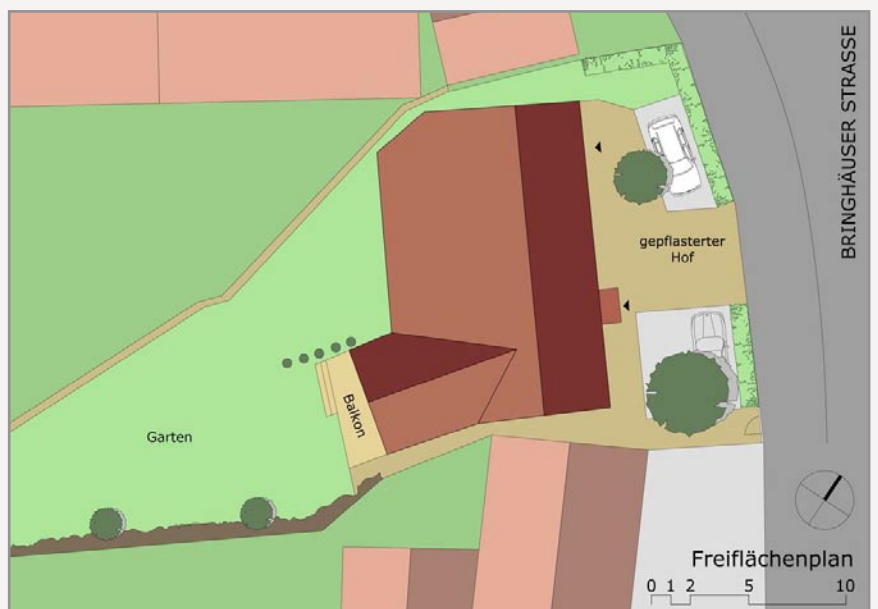 BRINGHÄUSER STRASSE
gepflasterter
Hof
Balkon
Garten
Freiflächenplan
0 1 2 5 10